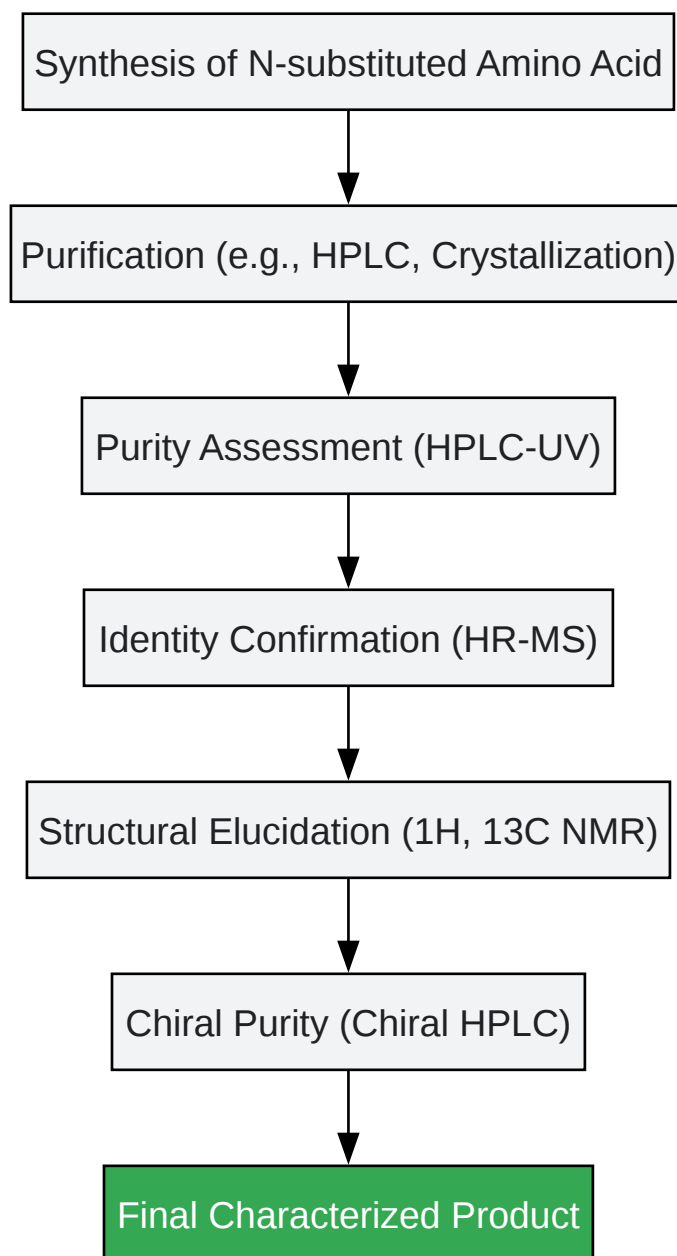 Synthesis of N-substituted Amino Acid
Purification (e.g., HPLC, Crystallization)
Purity Assessment (HPLC-UV)
Identity Confirmation (HR-MS)
Structural Elucidation (1H, 13C NMR)
Chiral Purity (Chiral HPLC)
Final Characterized Product